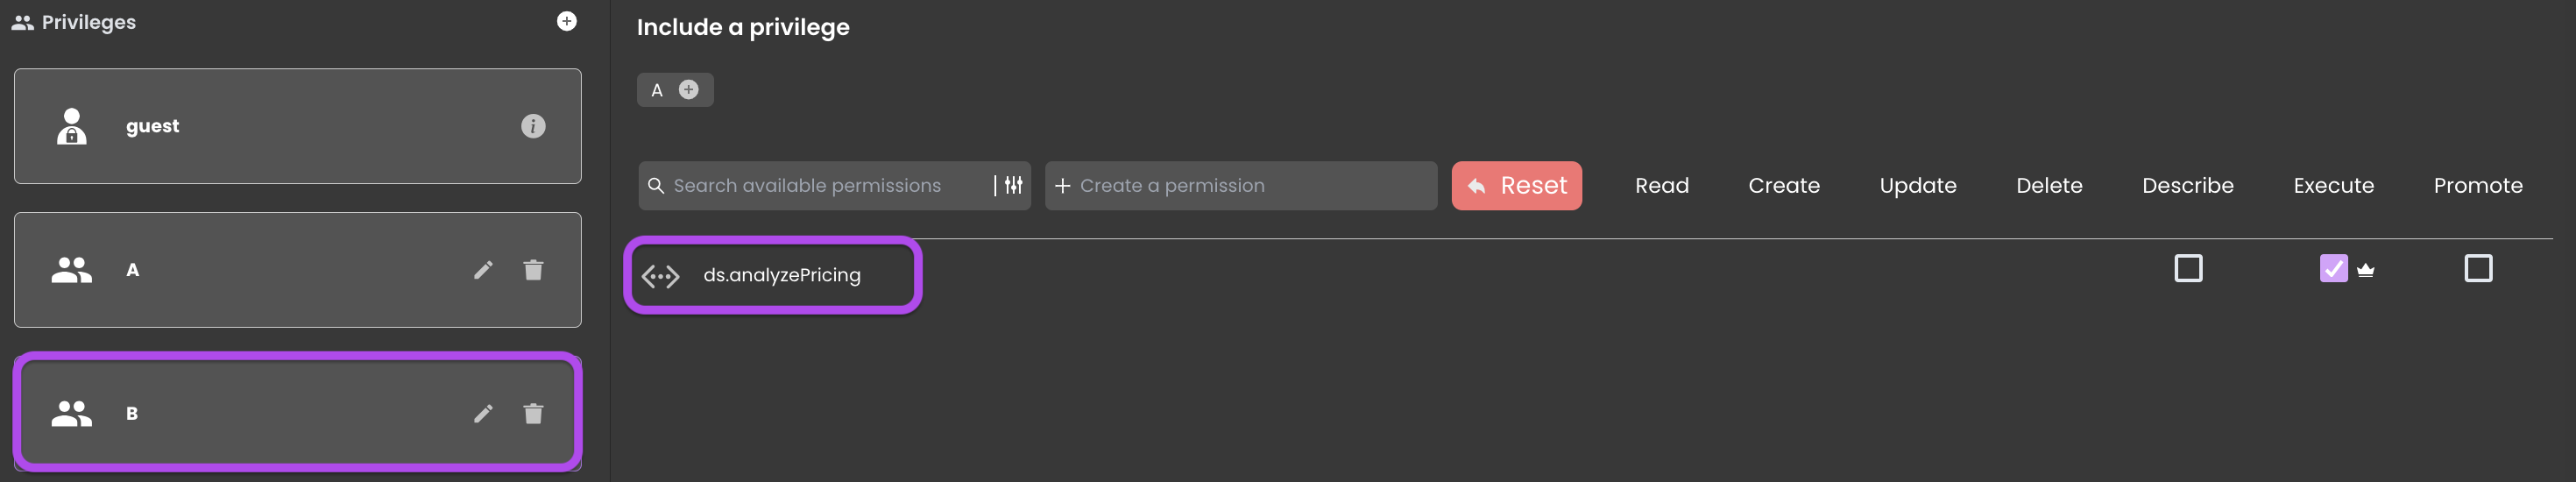 Privileges
guest
A
B
Include a privilege
A
Search available permissions
Create a permission
Reset
Read
Create
Update
Delete
Describe
Execute
Promote
ds.analyzePricing